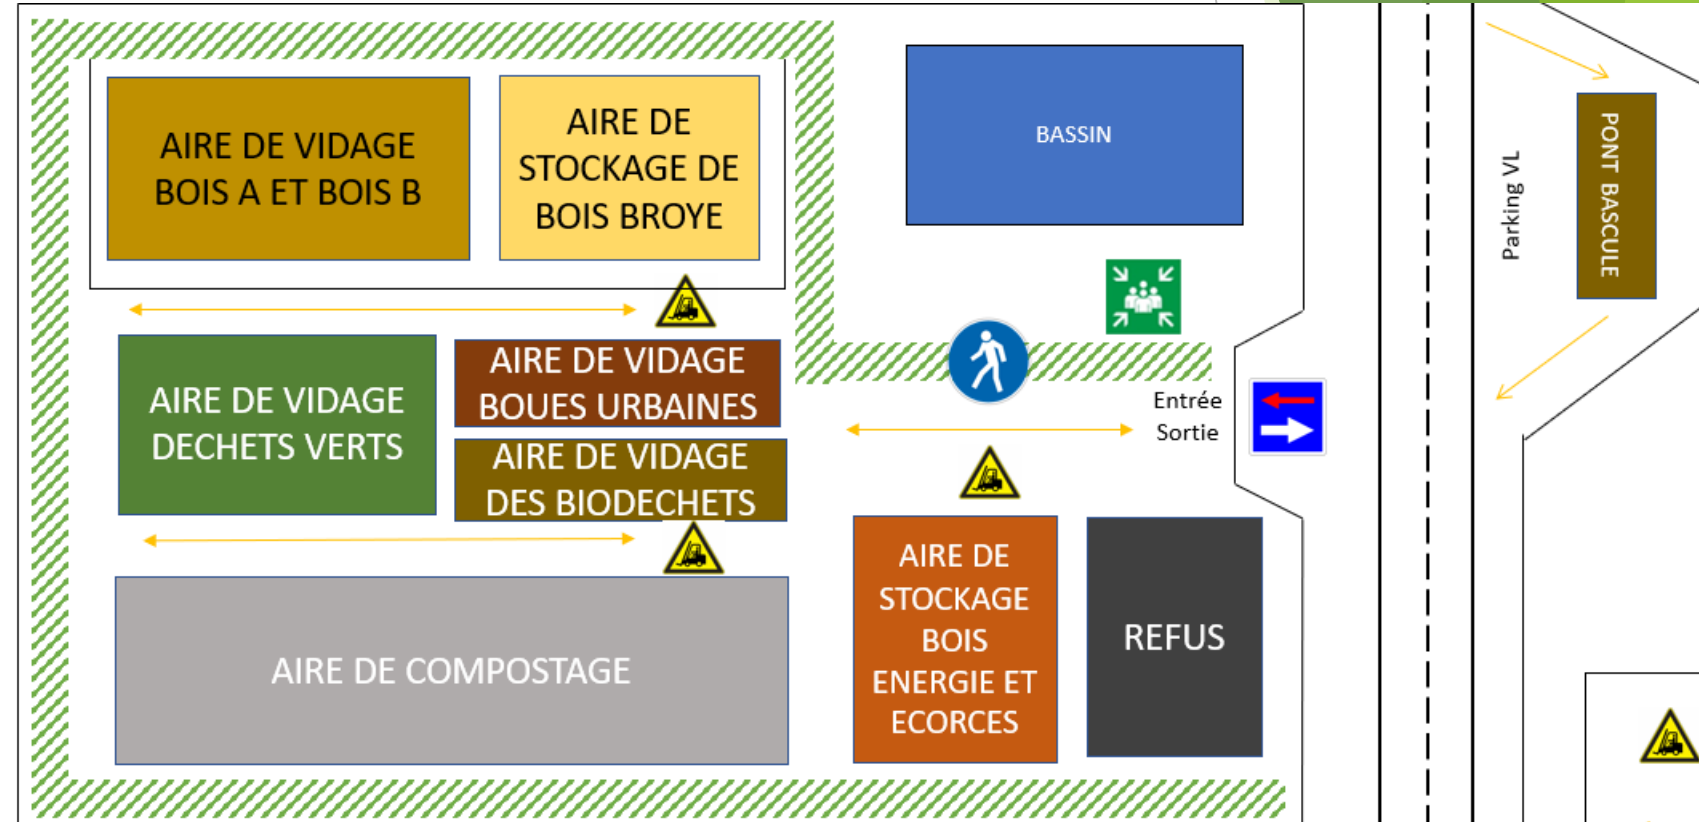 AIRE DE VIDAGE
BOIS A ET BOIS B
AIRE DE
STOCKAGE DE
BOIS BROYE
BASSIN
Parking VL
PONT BASCULE
AIRE DE VIDAGE
DECHETS VERTS
AIRE DE VIDAGE
BOUES URBAINES
AIRE DE VIDAGE
DES BIODECHETS
Entrée
Sortie
AIRE DE COMPOSTAGE
AIRE DE
STOCKAGE
BOIS
ENERGIE ET
ECORCES
REFUS